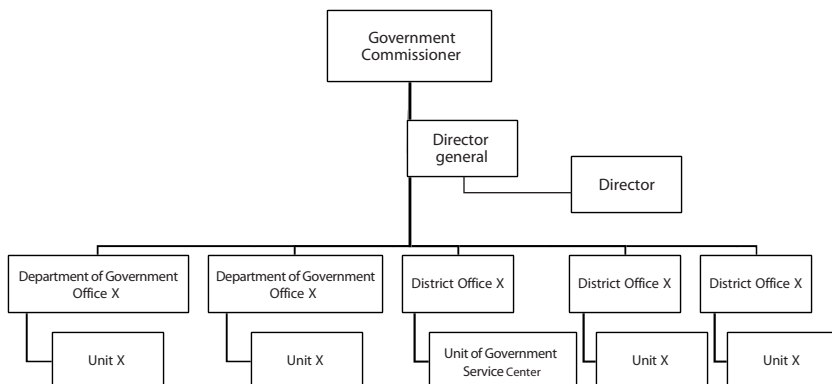 Government
Commissioner
Director
general
Director
Department of Government
Office X
Department of Government
Office X
District Office X
District Office X
District Office X
Unit X
Unit X
Unit of Government
Service Center
Unit X
Unit X